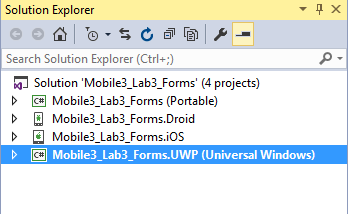 Solution Explorer
Search Solution Explorer (Ctrl+;)
Solution 'Mobile3_Lab3_Forms' (4 projects)
C# Mobile3_Lab3_Forms (Portable)
Mobile3_Lab3_Forms.Droid
Mobile3_Lab3_Forms.iOS
C# Mobile3_Lab3_Forms.UWP (Universal Windows)